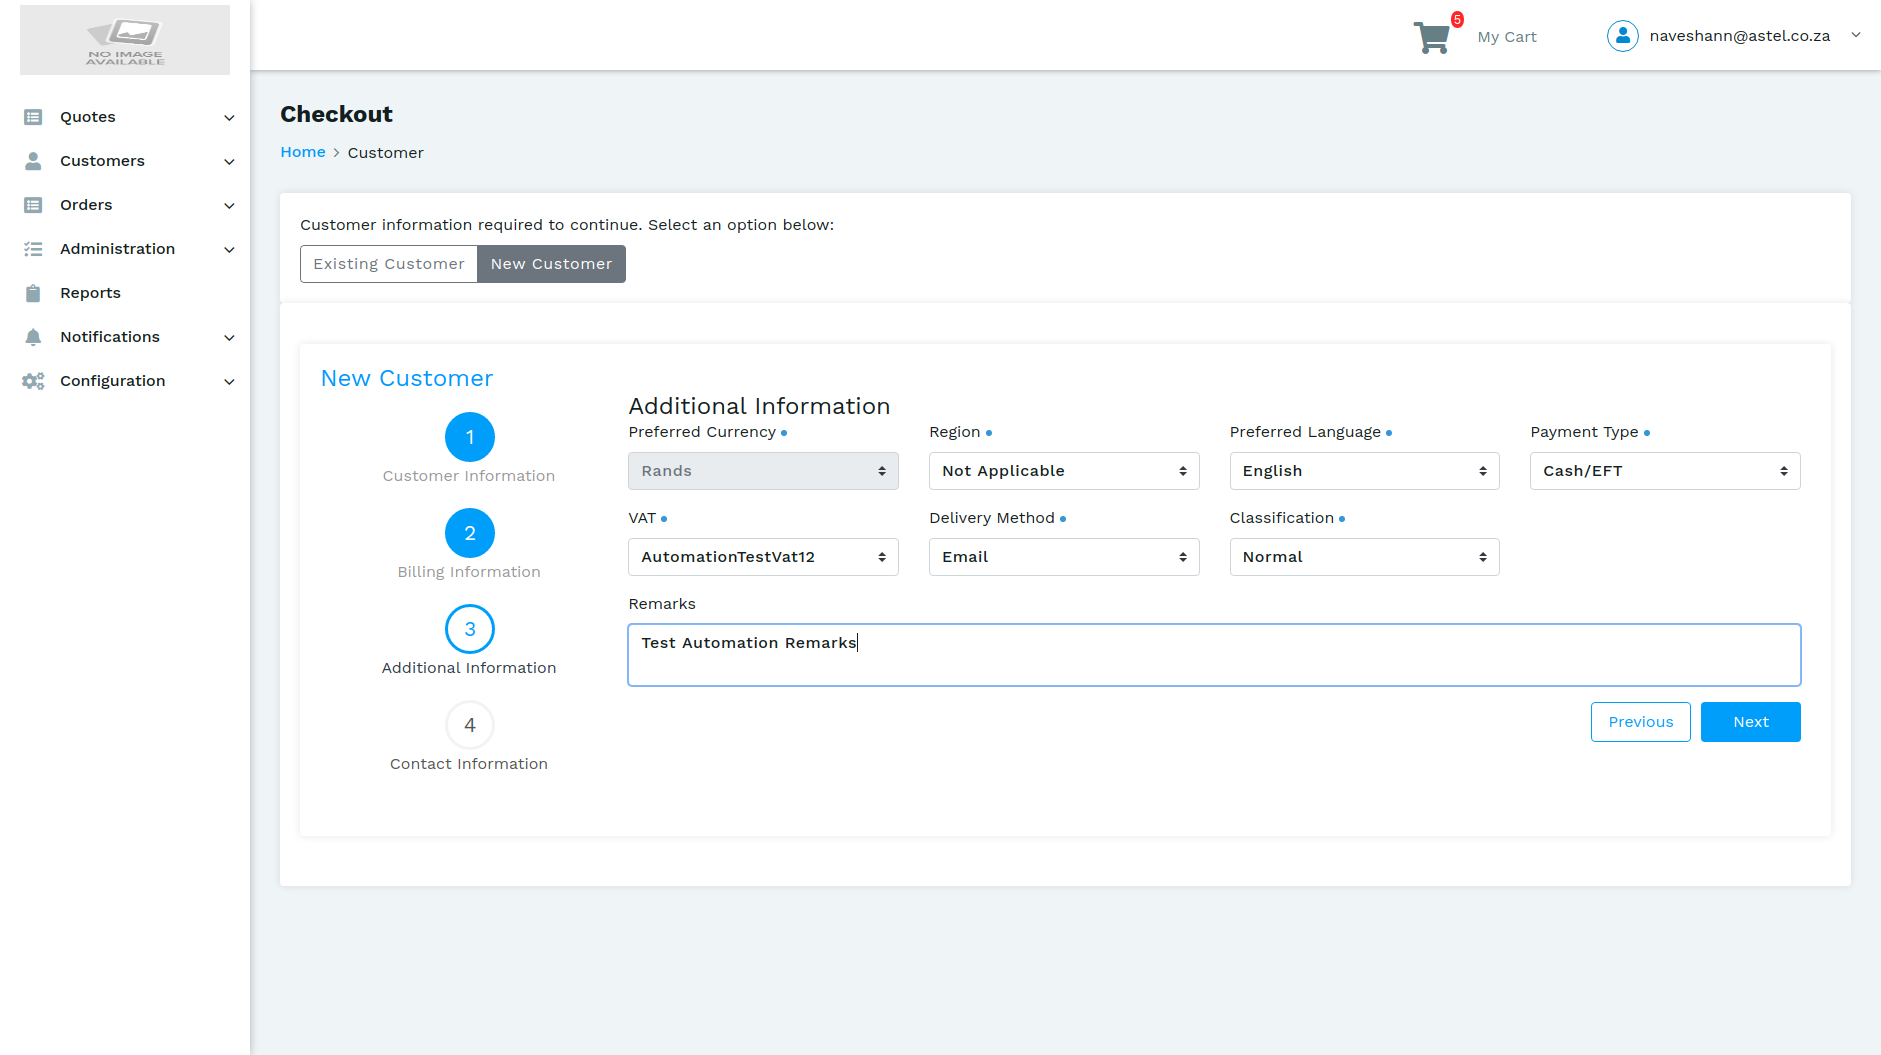 NO IMAGE
AVAILABLE
5
My Cart
naveshann@astel.co.za
Quotes
Customers
Orders
Administration
Reports
Notifications
Configuration
Checkout
Home > Customer
Customer information required to continue. Select an option below:
Existing Customer New Customer
New Customer
1
Customer Information
2
Billing Information
3
Additional Information
4
Contact Information
Additional Information
Preferred Currency Region Preferred Language Payment Type
Rands Not Applicable English Cash/EFT
VAT Delivery Method Classification
AutomationTestVat12 Email Normal
Remarks
Test Automation Remarks
Previous Next